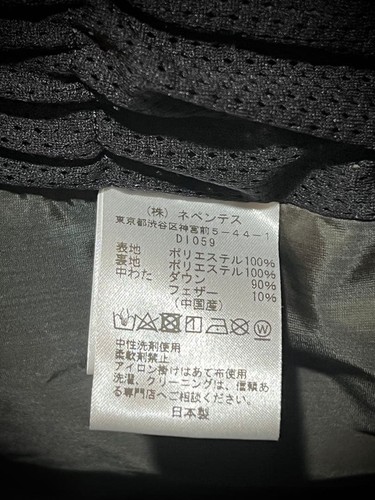 (株) ネペンテス
東京都渋谷区神宮前5-44-1
DI059
表地 ポリエステル100%
裏地 ポリエステル100%
中わた ダウン 90%
フェザー 10%
(中国産)
中性洗剤使用
柔軟剤禁止
アイロン掛けはあて布使用
洗濯、クリーニングは、信頼あ
る専門店へご相談ください。
日本製